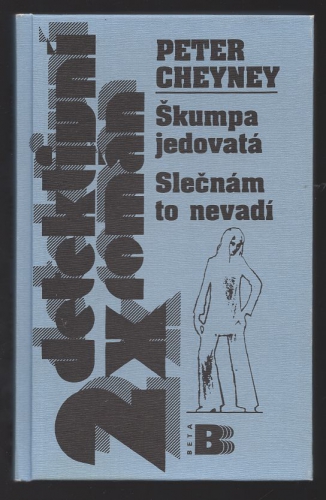 PETER
CHEYNEY
Škumpa
jedovatá
Slečnám
to nevadí
2x detektivní
román
BETA
B